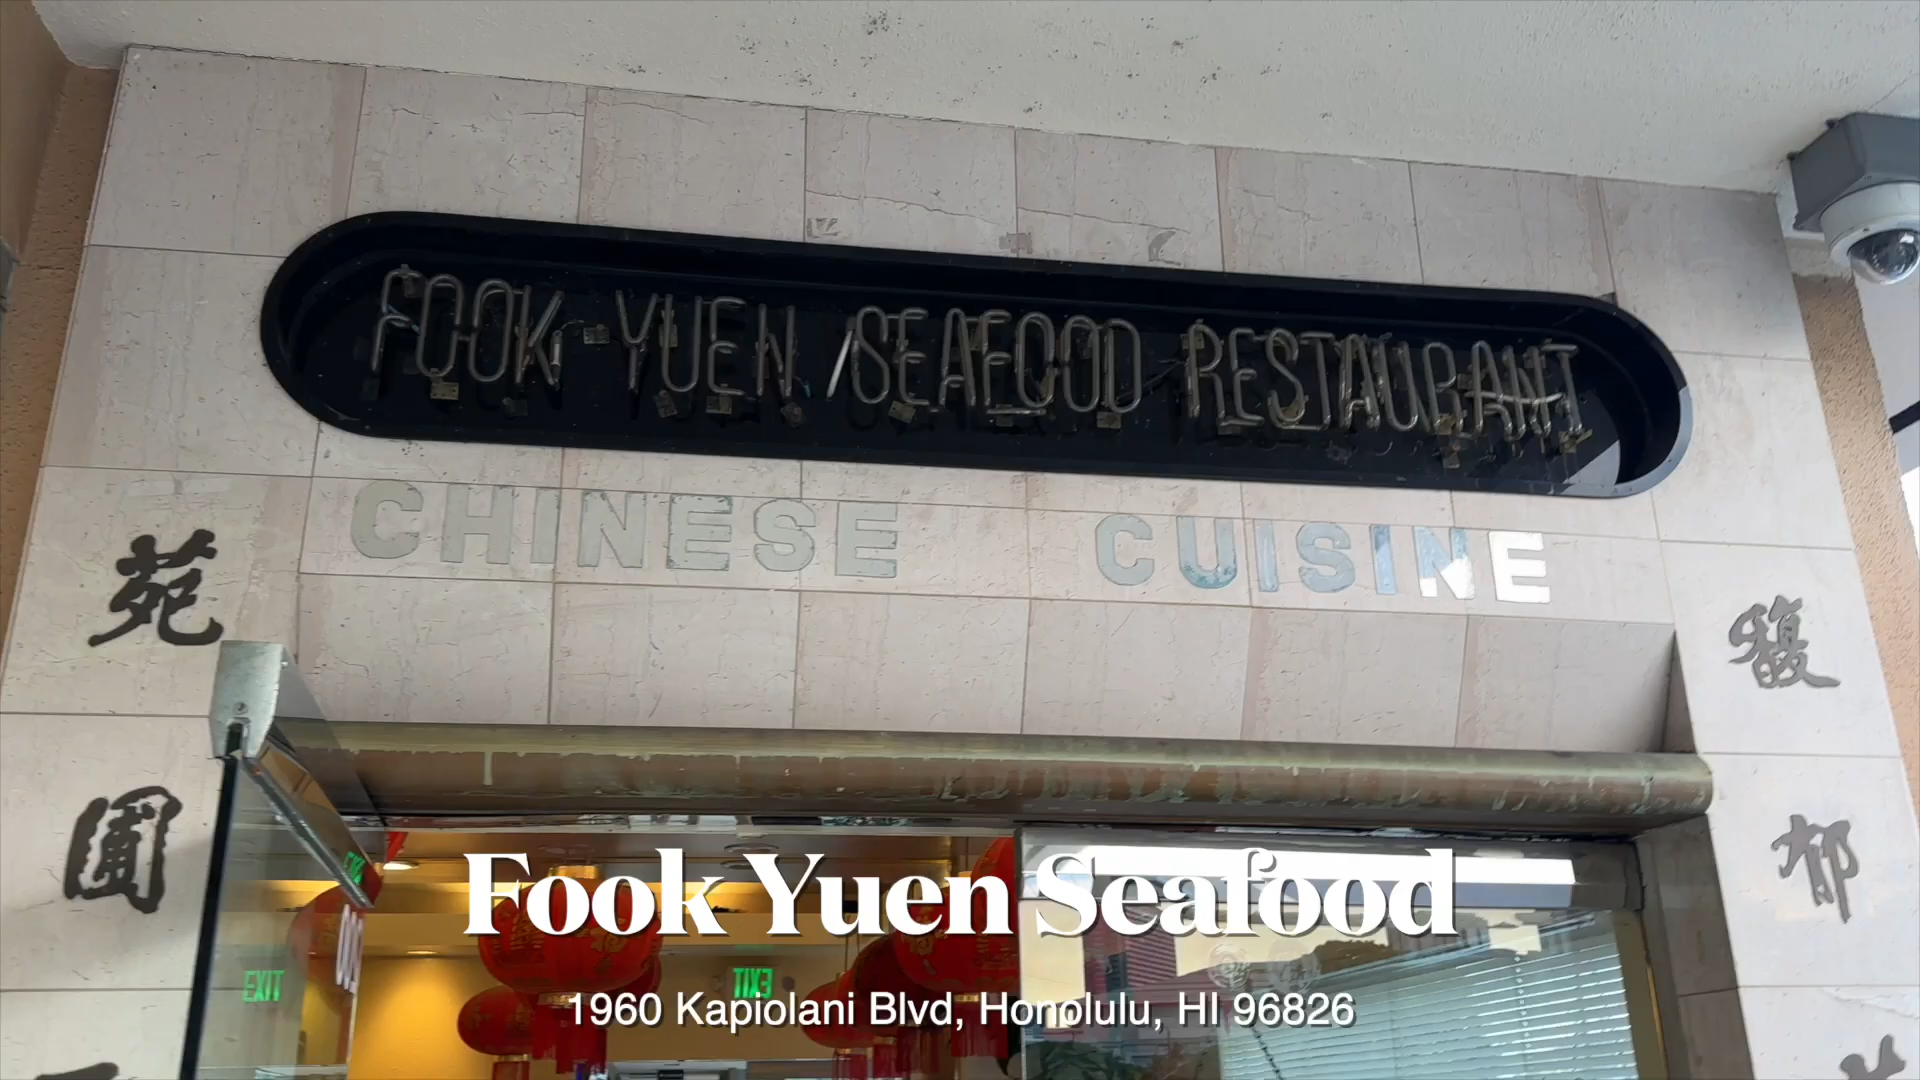 FOOK YUEN SEAFOOD RESTAURANT
CHINESE CUISINE
苑
圃
馥
郁
EXIT
EXIT
Fook Yuen Seafood
1960 Kapiolani Blvd, Honolulu, HI 96826